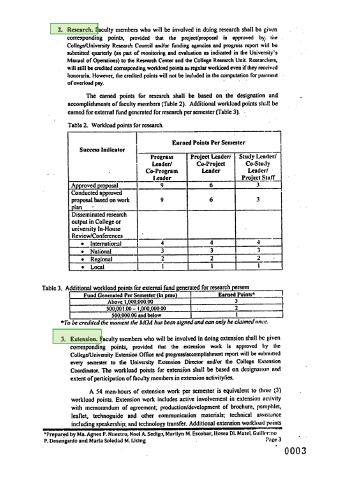 2. Research. Faculty members who will be involved in doing research shall be given
corresponding points, provided that the project/proposal is approved by the
College/University Research Council and/or funding agencies and progress report will be
submitted quarterly (as part of monitoring and evaluation as indicated in the University's
Manual of Operations) to the Research Center and the College Research Unit. Researchers,
will still be credited corresponding workload points as regular workload even if they received
honoraria. However, the credited points will not be included in the computation for payment
of overload pay.
The earned points for research shall be based on the designation and
accomplishments of faculty members (Table 2). Additional workload points shall be
earned for external fund generated for research per semester (Table 3).
Table 2. Workload points for research
Success Indicator
Earned Points Per Semester
Program Leader/ Co-Program Leader
Project Leader/ Co-Project Leader
Study Leader/ Co-Study Leader/ Project Staff
Approved proposal 9 6 3
Conducted approved
proposal based on work 9 6 3
plan
Disseminated research
output in College or
university In-House
Review/Conferences
• International 4 4 4
• National 3 3 3
• Regional 2 2 2
• Local 1 1 1
Table 3. Additional workload points for external fund generated for research per sem
Fund Generated Per Semester (in peso) Earned Points*
Above 1,000,000.00 3
500,001.00 – 1,000,000.00 2
500,000.00 and below
*To be credited the moment the MOA has been signed and can only be claimed once.
3. Extension. Faculty members who will be involved in doing extension shall be given
corresponding points, provided that the extension work is approved by the
College/University Extension Office and progress/accomplishment report will be submitted
every semester to the University Extension Director and/or the College Extension
Coordinator. The workload points for extension shall be based on designation and
extent of participation of faculty members in extension activity/ies.
A 54 man-hours of extension work per semester is equivalent to three (3)
workload points. Extension work includes active involvement in extension activity
with memorandum of agreement; production/development of brochure, pamphlet,
leaflet, technoguide and other communication materials; technical assistance
including speakership; and technology transfer. Additional extension workload points
*Prepared by Ma. Agnes P. Nuestro, Noel A. Sedigo, Marilyn M. Escobar, Hosea DL Matel, Guillermo
P. Desengaño and Maria Soledad M. Lising Page 3
0003